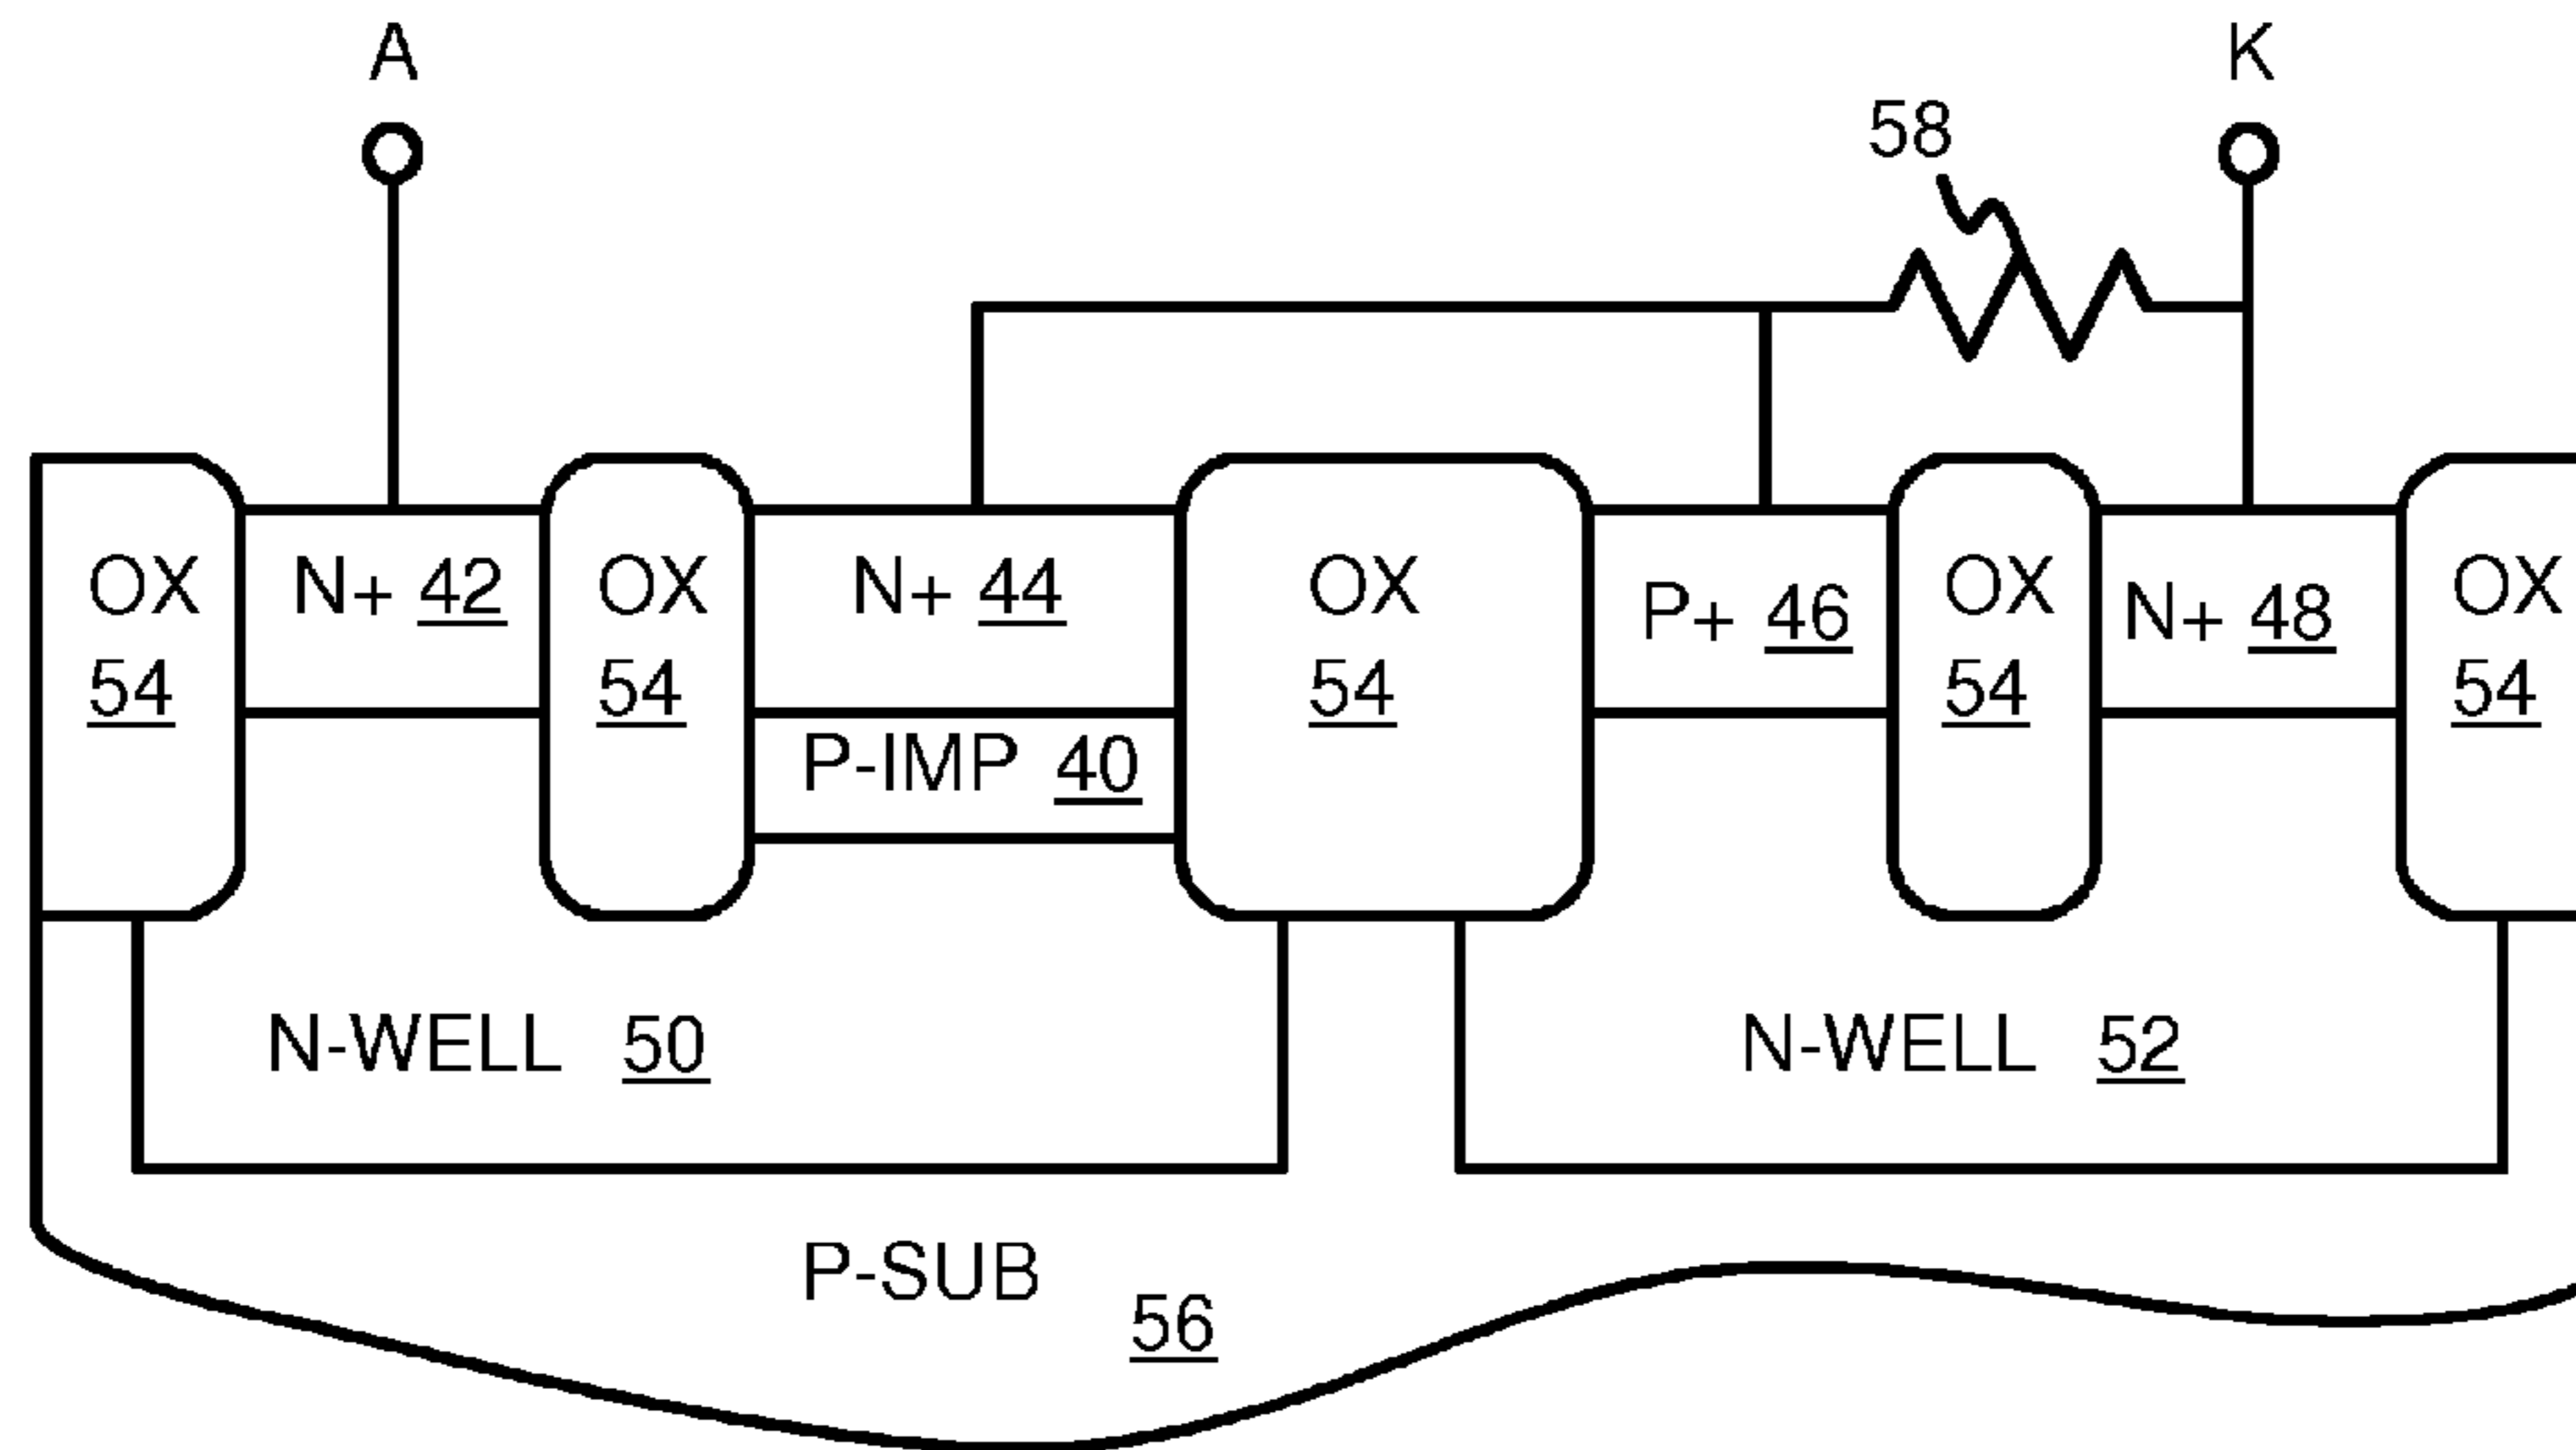 A
K
58
OX
54
N+ 42
OX
54
N+ 44
P-IMP 40
OX
54
P+ 46
OX
54
N+ 48
OX
54
N-WELL 50
N-WELL 52
P-SUB
56